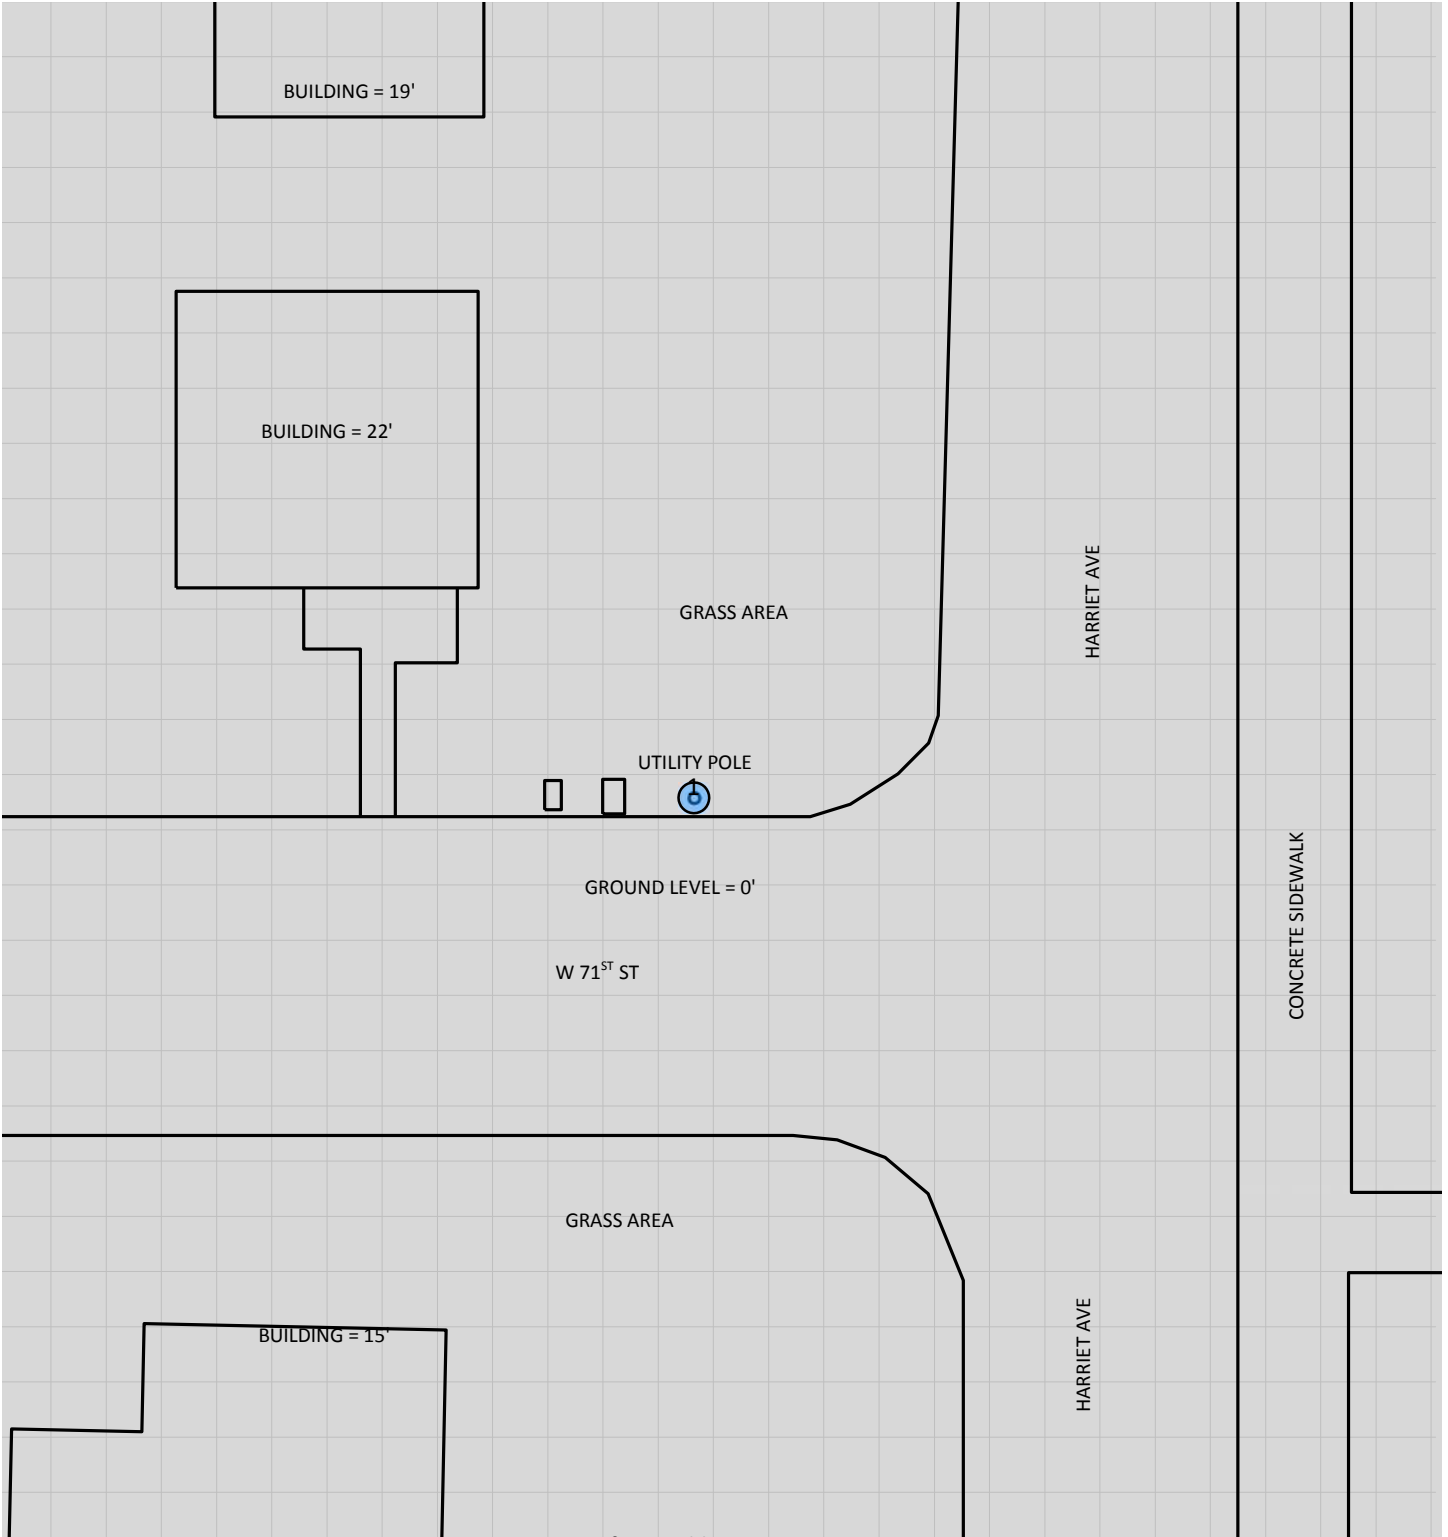 BUILDING = 19'
BUILDING = 22'
GRASS AREA
HARRIET AVE
UTILITY POLE
GROUND LEVEL = 0'
CONCRETE SIDEWALK
W 71ST ST
GRASS AREA
BUILDING = 15'
HARRIET AVE